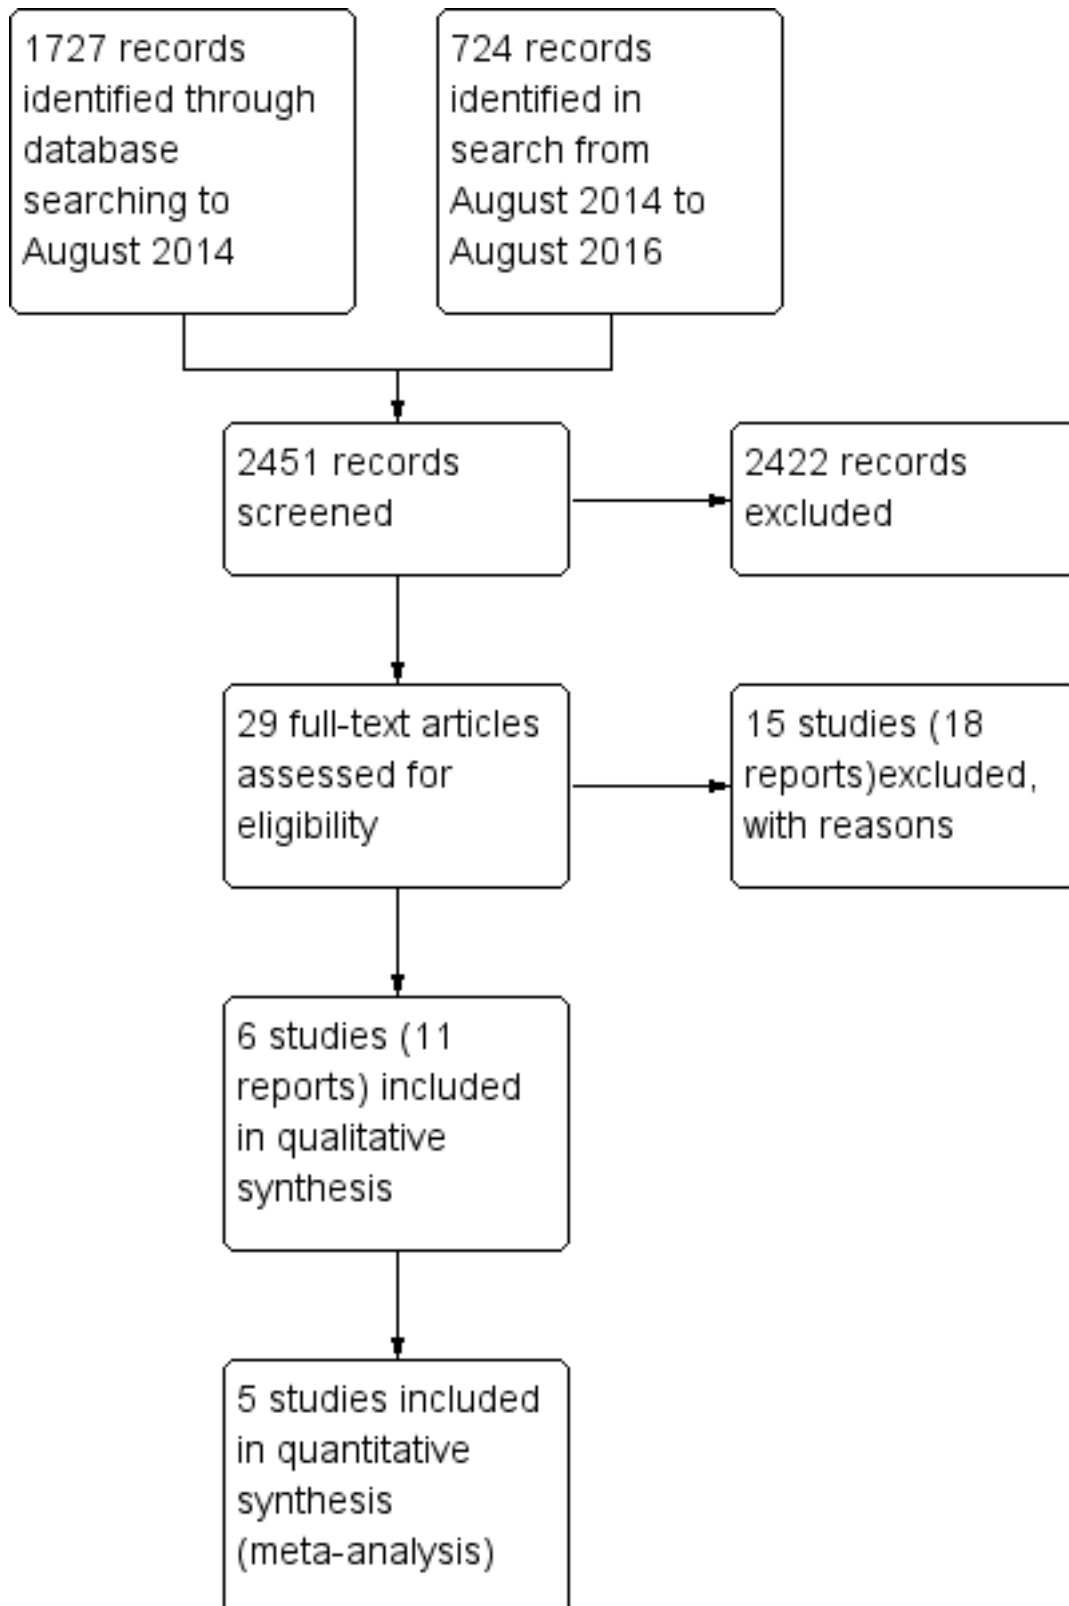 1727 records
identified through
database
searching to
August 2014
724 records
identified in
search from
August 2014 to
August 2016
2451 records
screened
2422 records
excluded
29 full-text articles
assessed for
eligibility
15 studies (18
reports)excluded,
with reasons
6 studies (11
reports) included
in qualitative
synthesis
5 studies included
in quantitative
synthesis
(meta-analysis)